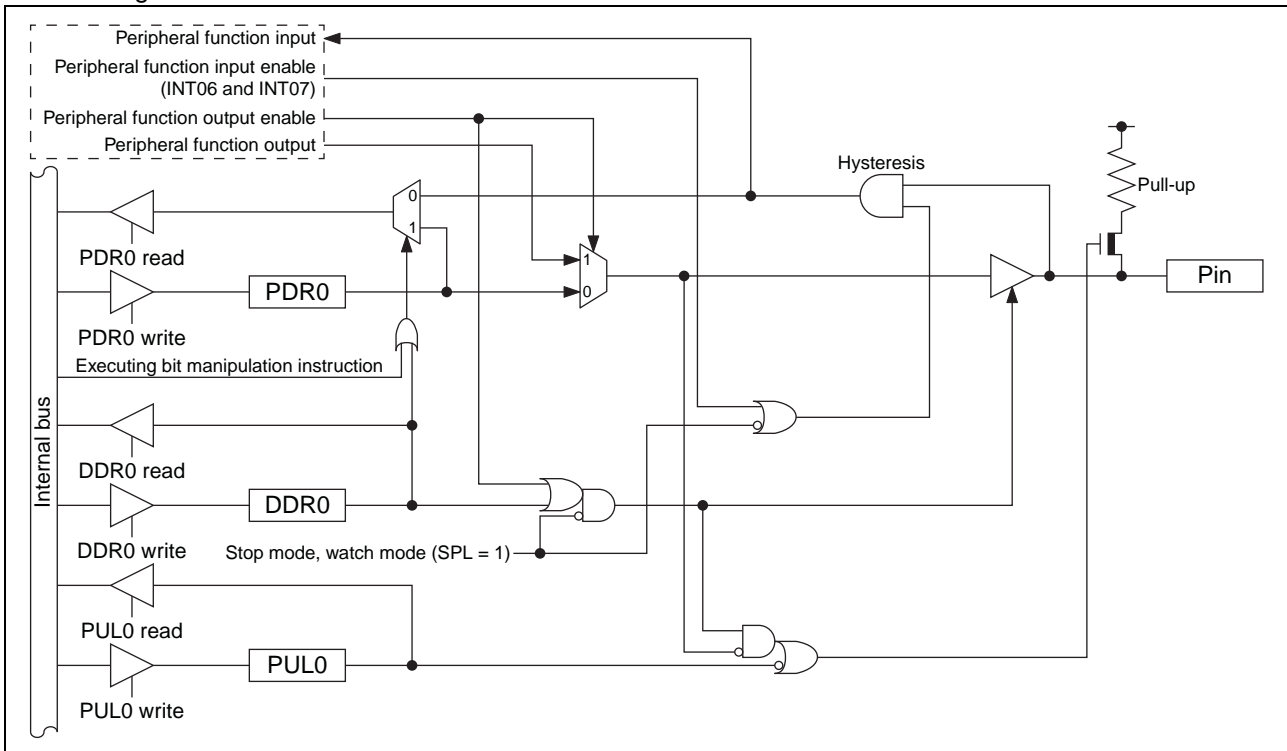 Peripheral function input
Peripheral function input enable
(INT06 and INT07)
Peripheral function output enable
Peripheral function output
Hysteresis
Pull-up
0
1
PDR0 read
1
0
Pin
PDR0
PDR0 write
Executing bit manipulation instruction
Internal bus
DDR0 read
DDR0
DDR0 write
Stop mode, watch mode (SPL = 1)
PUL0 read
PUL0
PUL0 write